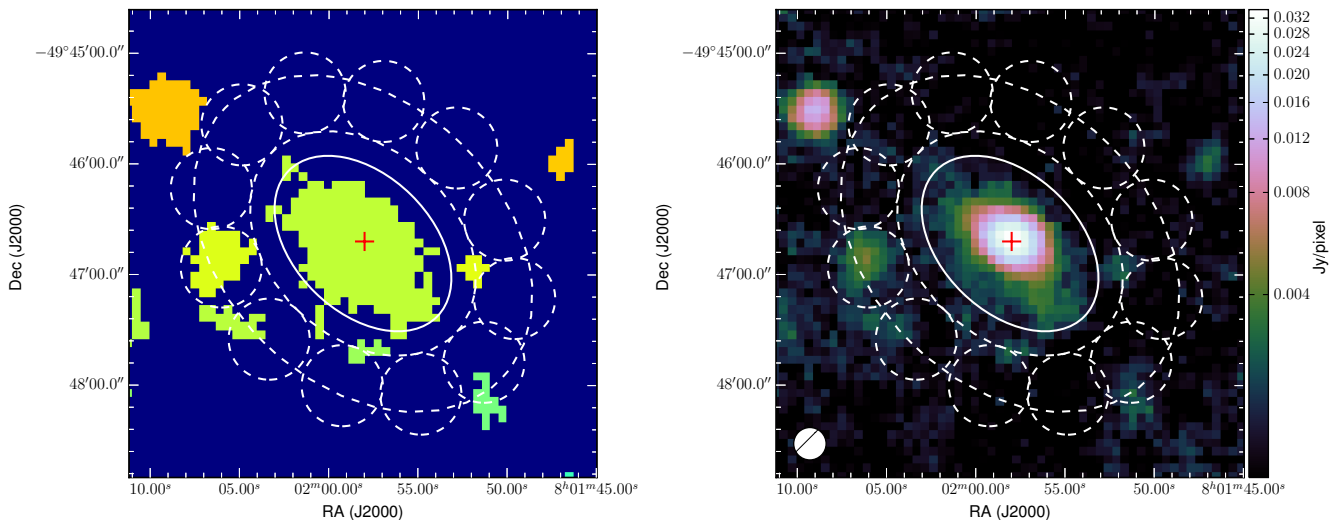 −49°45′00.0″
46′00.0″
47′00.0″
48′00.0″
Dec (J2000)
10.00ˢ
05.00ˢ
02ᵐ00.00ˢ
55.00ˢ
50.00ˢ
8ʰ01ᵐ45.00ˢ
RA (J2000)
−49°45′00.0″
46′00.0″
47′00.0″
48′00.0″
Dec (J2000)
10.00ˢ
05.00ˢ
02ᵐ00.00ˢ
55.00ˢ
50.00ˢ
8ʰ01ᵐ45.00ˢ
RA (J2000)
0.032
0.028
0.024
0.020
0.016
0.012
0.008
0.004
Jy/pixel